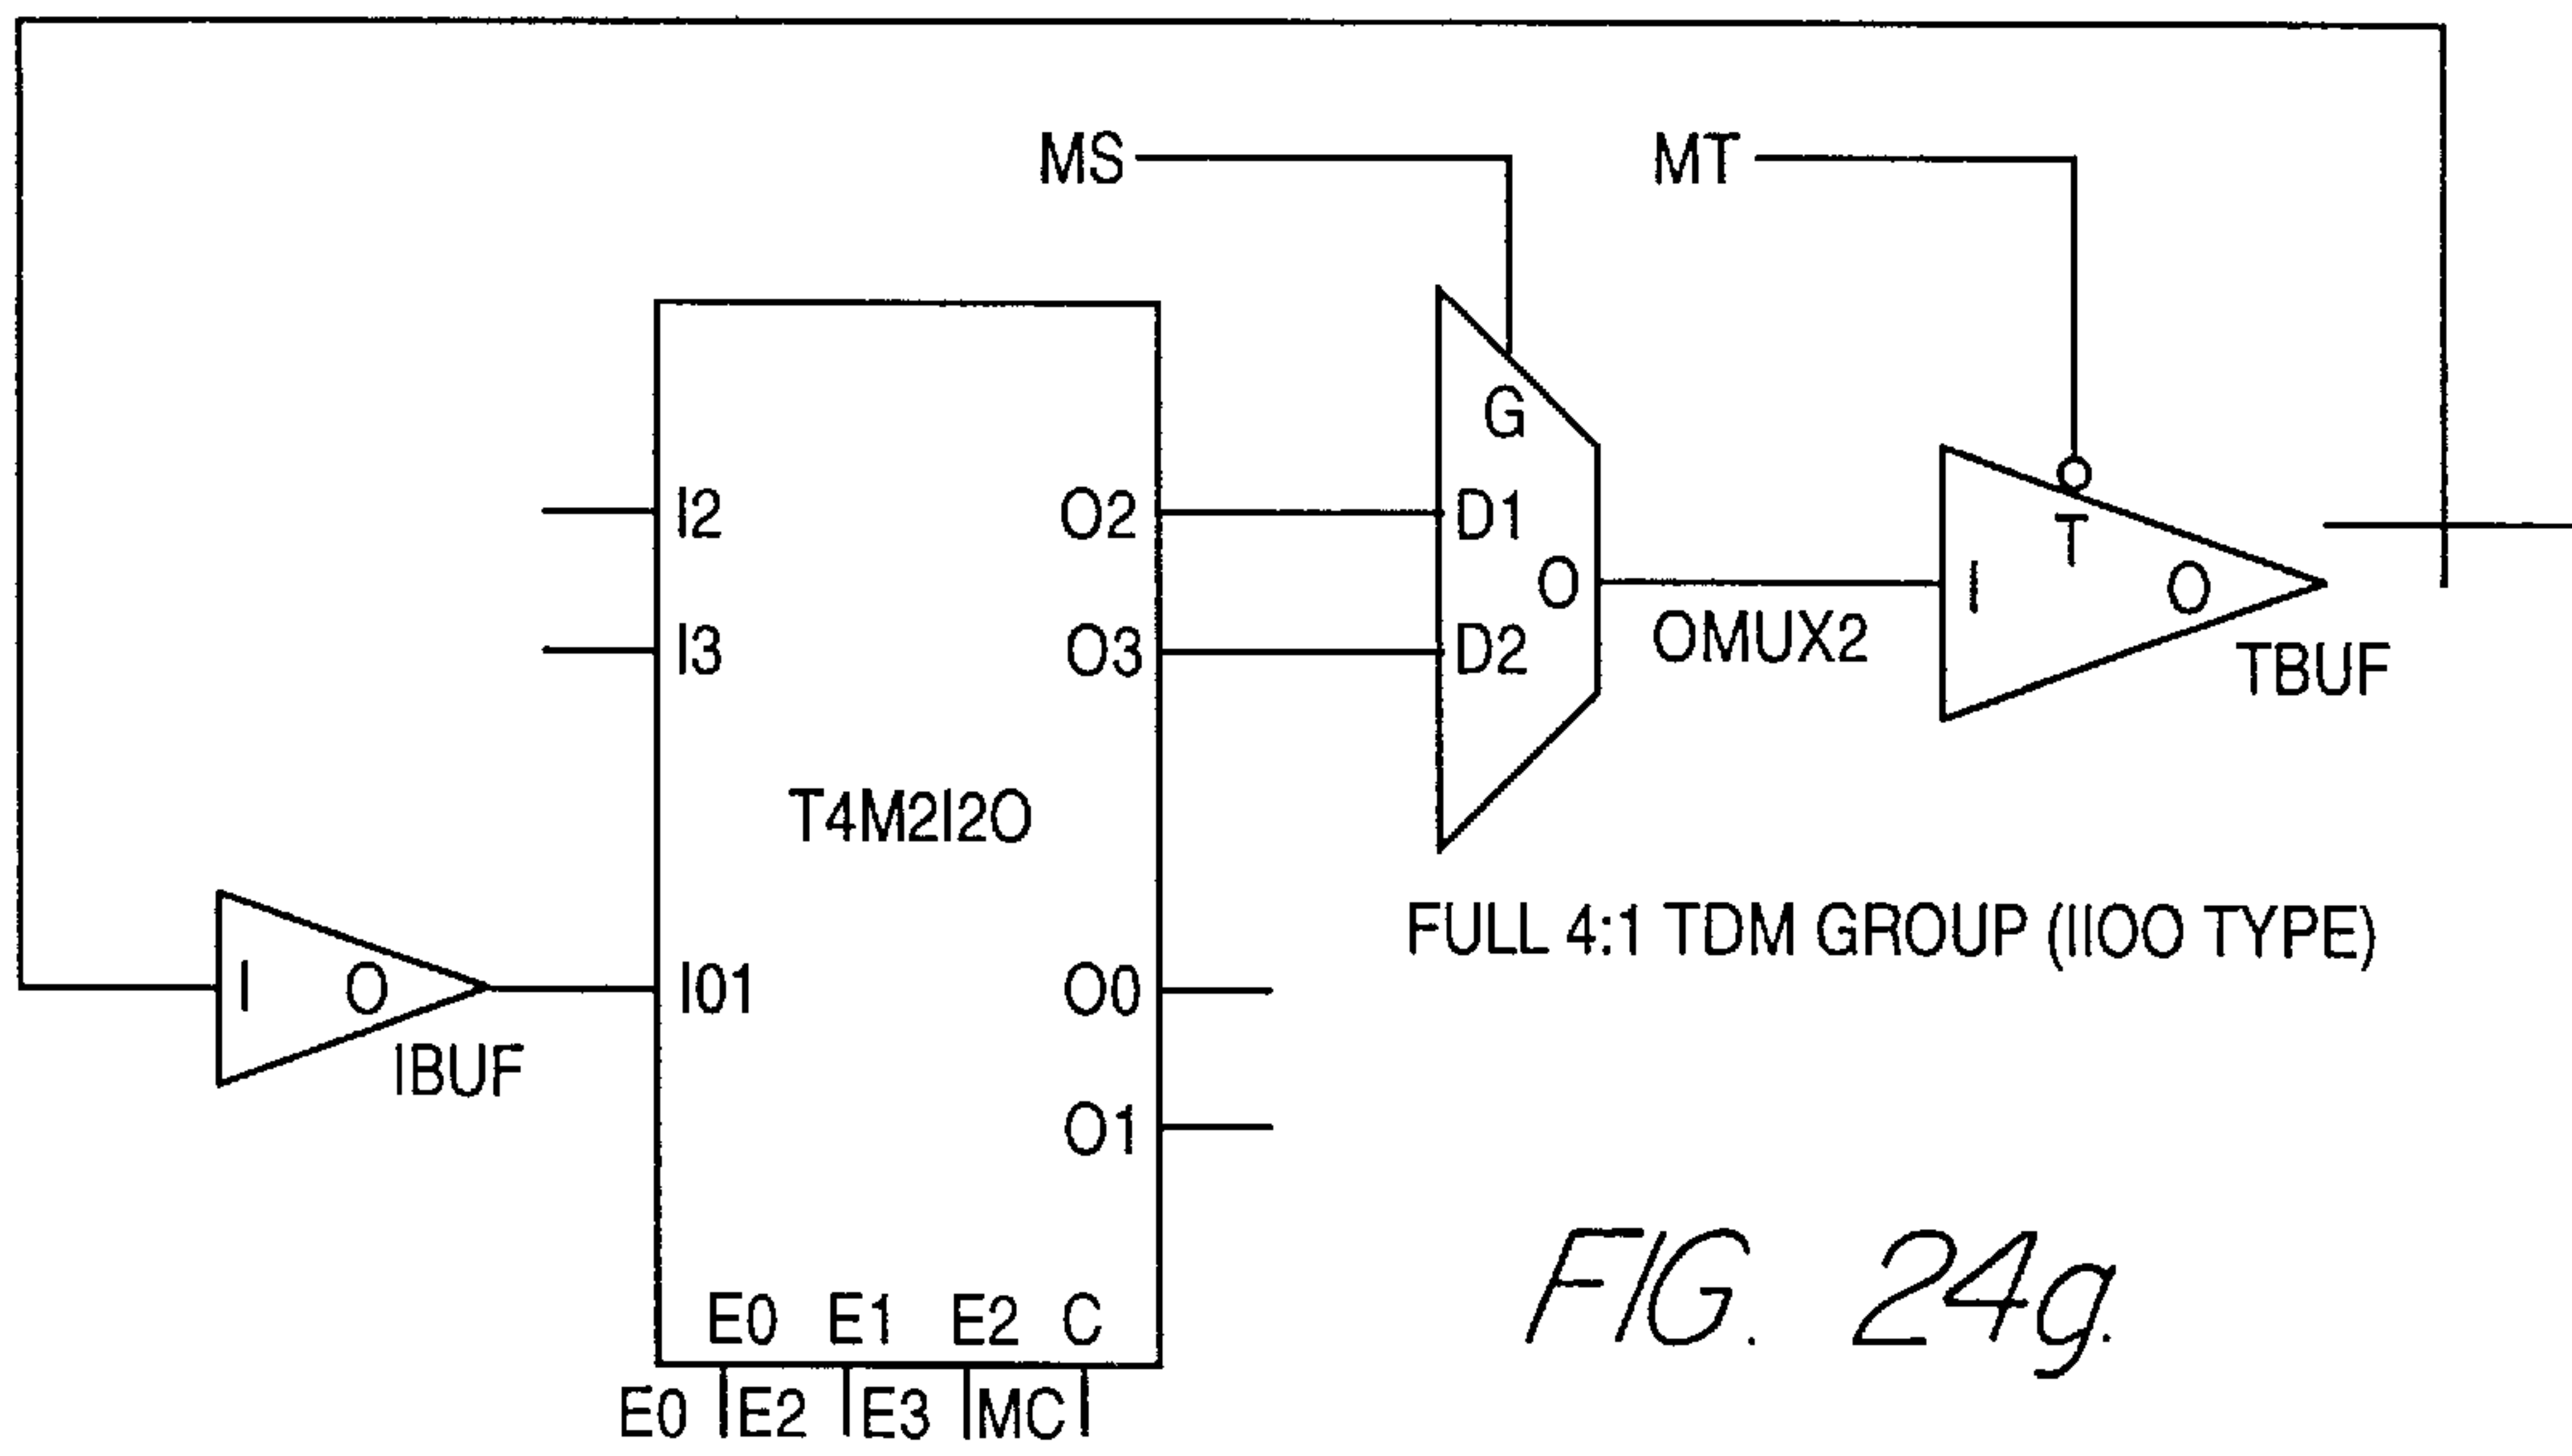 MS
MT
G
I2
O2
D1
T
I
O
O
I3
O3
D2
OMUX2
TBUF
T4M2I2O
FULL 4:1 TDM GROUP (IIOO TYPE)
I
O
I01
O0
IBUF
O1
E0 E1 E2 C
E0 E2 E3 MC
FIG. 24g.